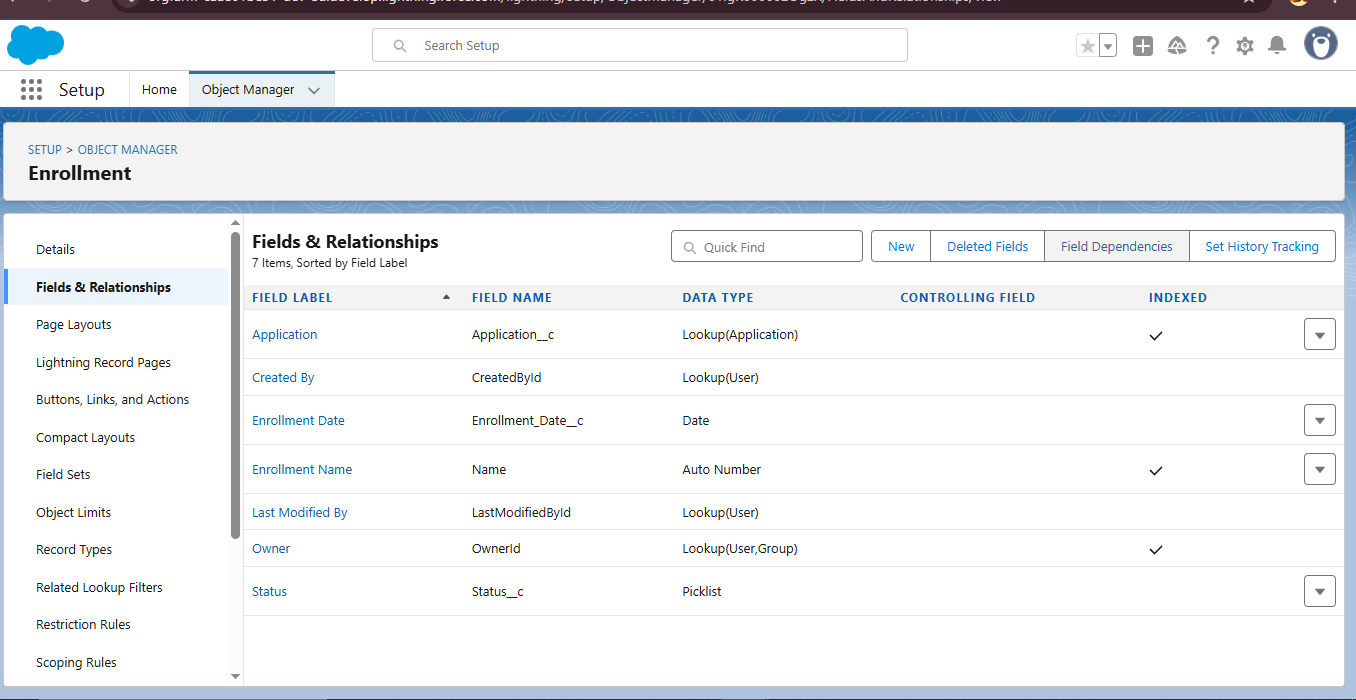 Search Setup
Setup
Home
Object Manager
SETUP > OBJECT MANAGER
Enrollment
Details
Fields & Relationships
Page Layouts
Lightning Record Pages
Buttons, Links, and Actions
Compact Layouts
Field Sets
Object Limits
Record Types
Related Lookup Filters
Restriction Rules
Scoping Rules
Fields & Relationships
7 Items, Sorted by Field Label
Quick Find
New
Deleted Fields
Field Dependencies
Set History Tracking
FIELD LABEL FIELD NAME DATA TYPE CONTROLLING FIELD INDEXED
Application Application__c Lookup(Application)
Created By CreatedById Lookup(User)
Enrollment Date Enrollment_Date__c Date
Enrollment Name Name Auto Number
Last Modified By LastModifiedById Lookup(User)
Owner OwnerId Lookup(User,Group)
Status Status__c Picklist